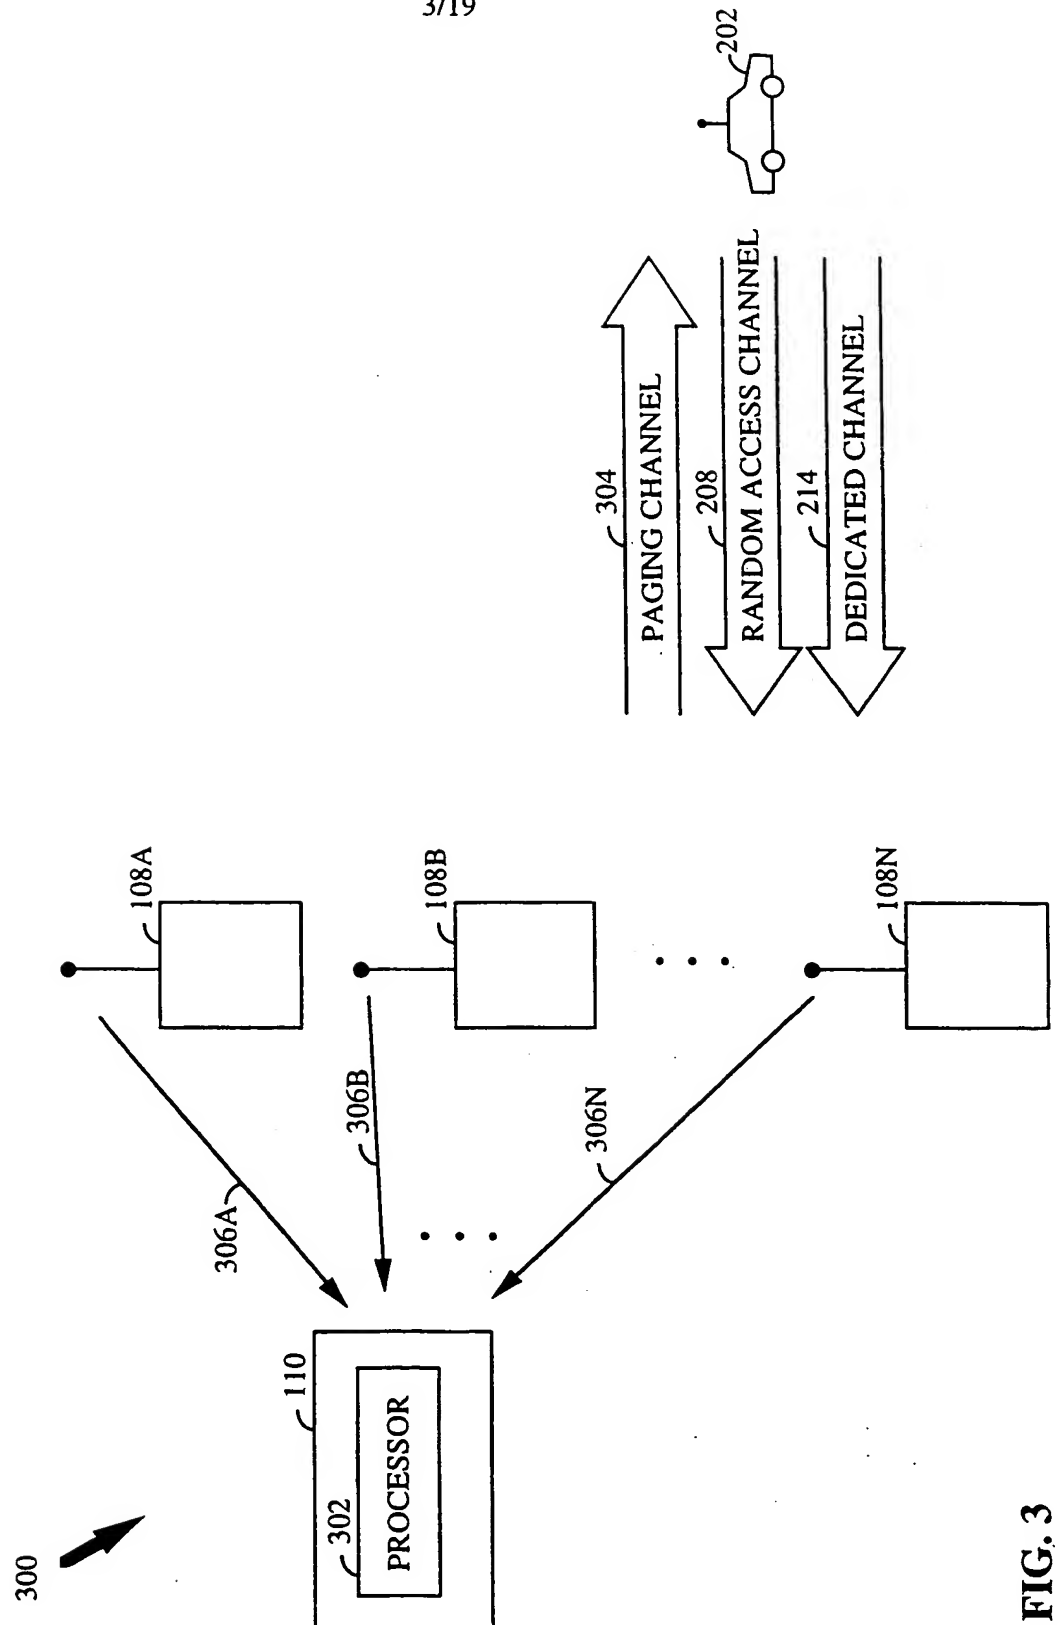 3/19
300
110
302
PROCESSOR
306A
306B
306N
108A
108B
108N
304
PAGING CHANNEL
208
RANDOM ACCESS CHANNEL
214
DEDICATED CHANNEL
202
FIG. 3